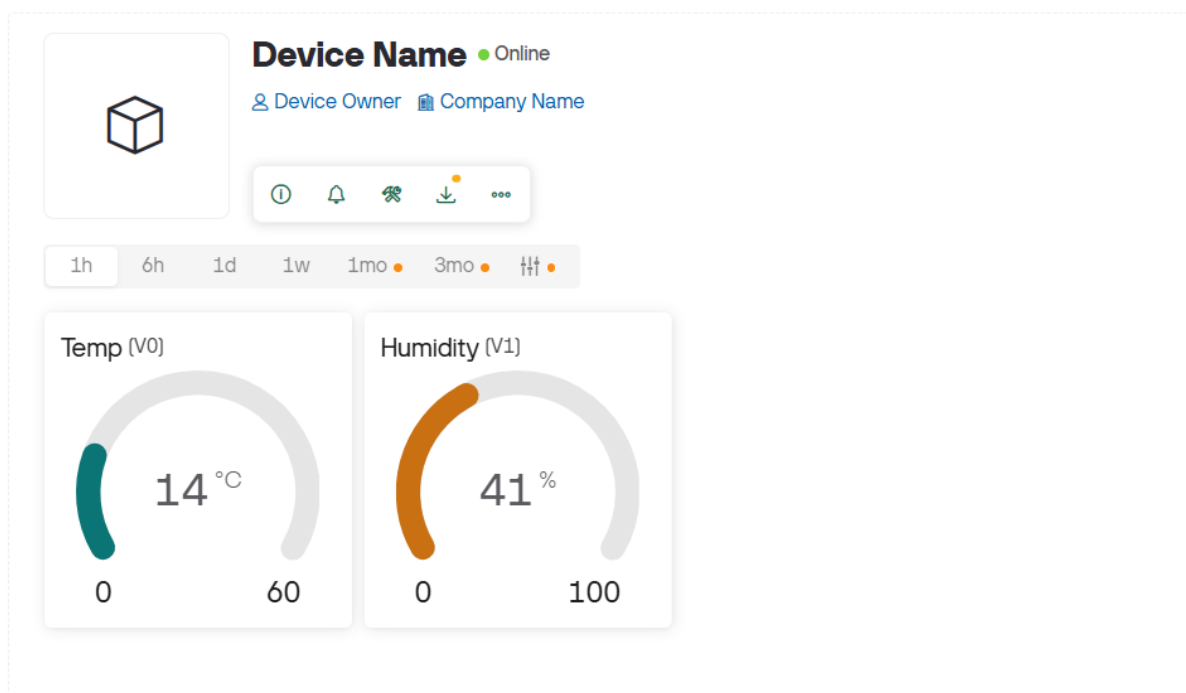 Device Name Online
Device Owner Company Name
1h 6h 1d 1w 1mo 3mo
Temp (V0)
14 °C
0 60
Humidity (V1)
41 %
0 100